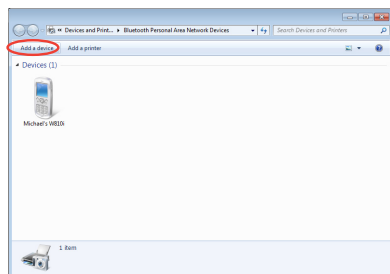 « Devices and Print... ▸ Bluetooth Personal Area Network Devices
Search Devices and Printers
Add a device Add a printer
Devices (1)
Michael's W810i
1 item